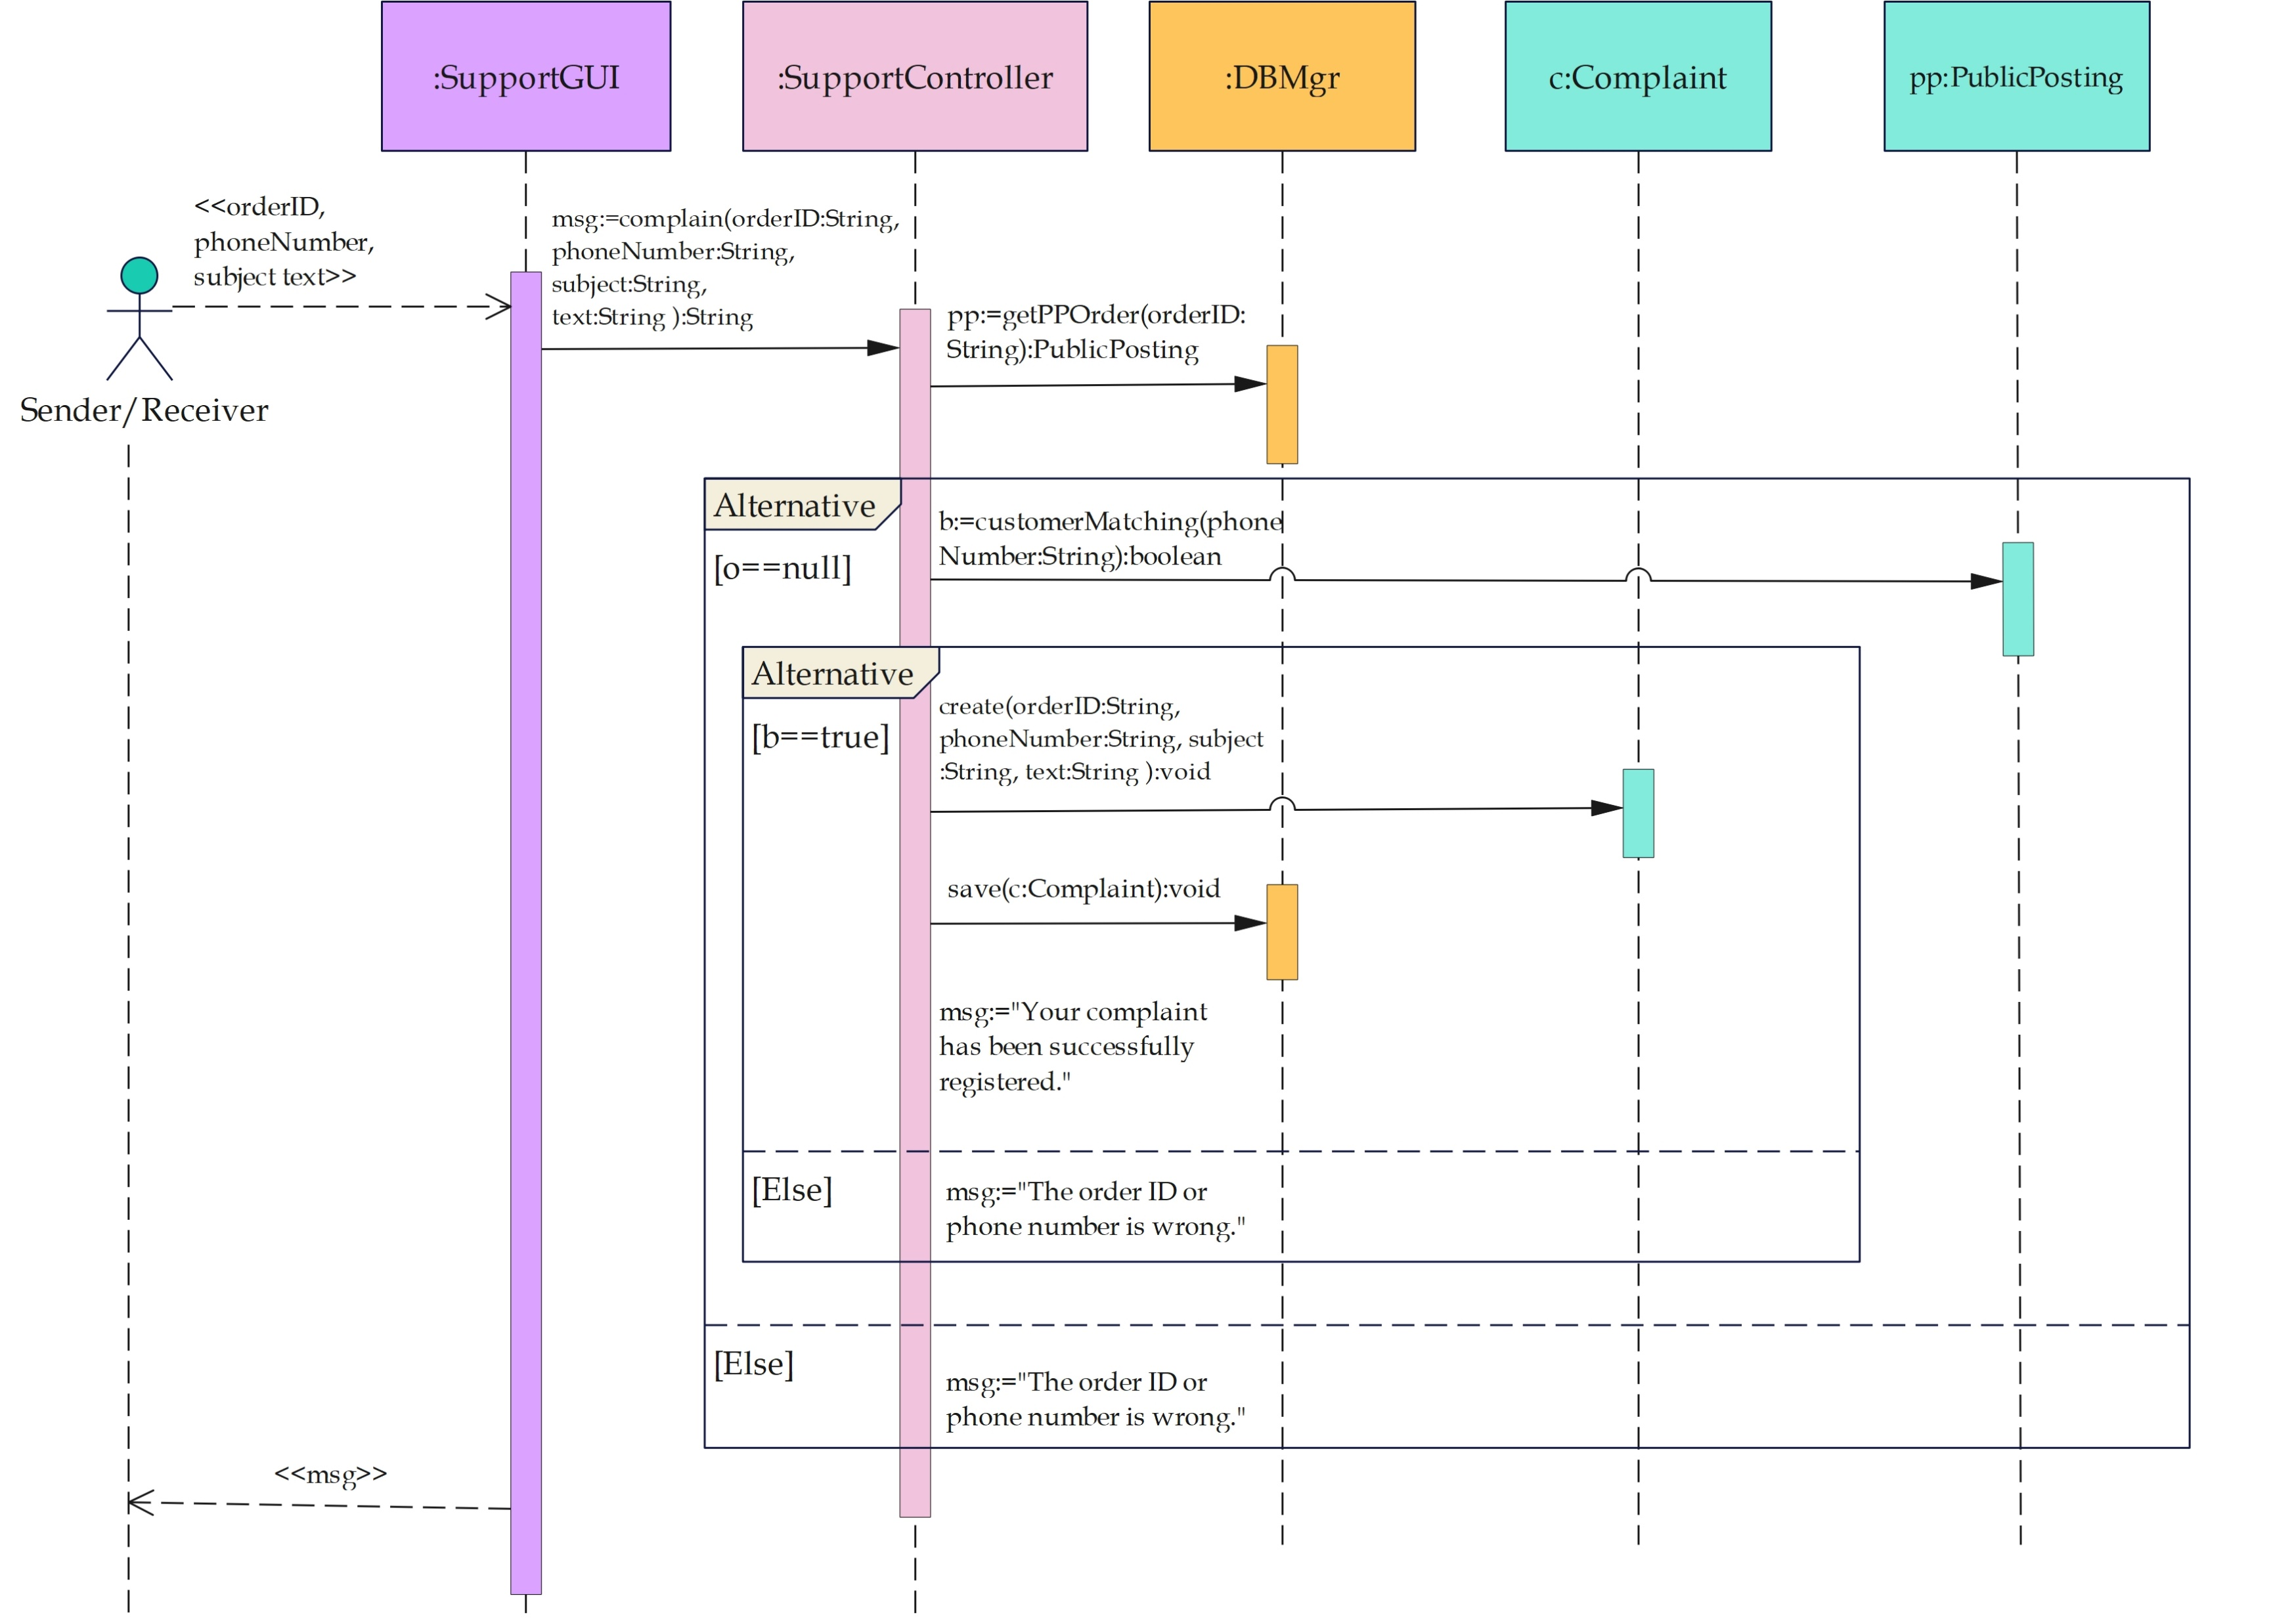 :SupportGUI
:SupportController
:DBMgr
c:Complaint
pp:PublicPosting
<<orderID,
phoneNumber,
subject text>>
Sender/Receiver
msg:=complain(orderID:String,
phoneNumber:String,
subject:String,
text:String ):String
pp:=getPPOrder(orderID:
String):PublicPosting
Alternative
[o==null]
b:=customerMatching(phone
Number:String):boolean
Alternative
[b==true]
create(orderID:String,
phoneNumber:String, subject
:String, text:String ):void
save(c:Complaint):void
msg:="Your complaint
has been successfully
registered."
[Else]
msg:="The order ID or
phone number is wrong."
[Else]
msg:="The order ID or
phone number is wrong."
<<msg>>